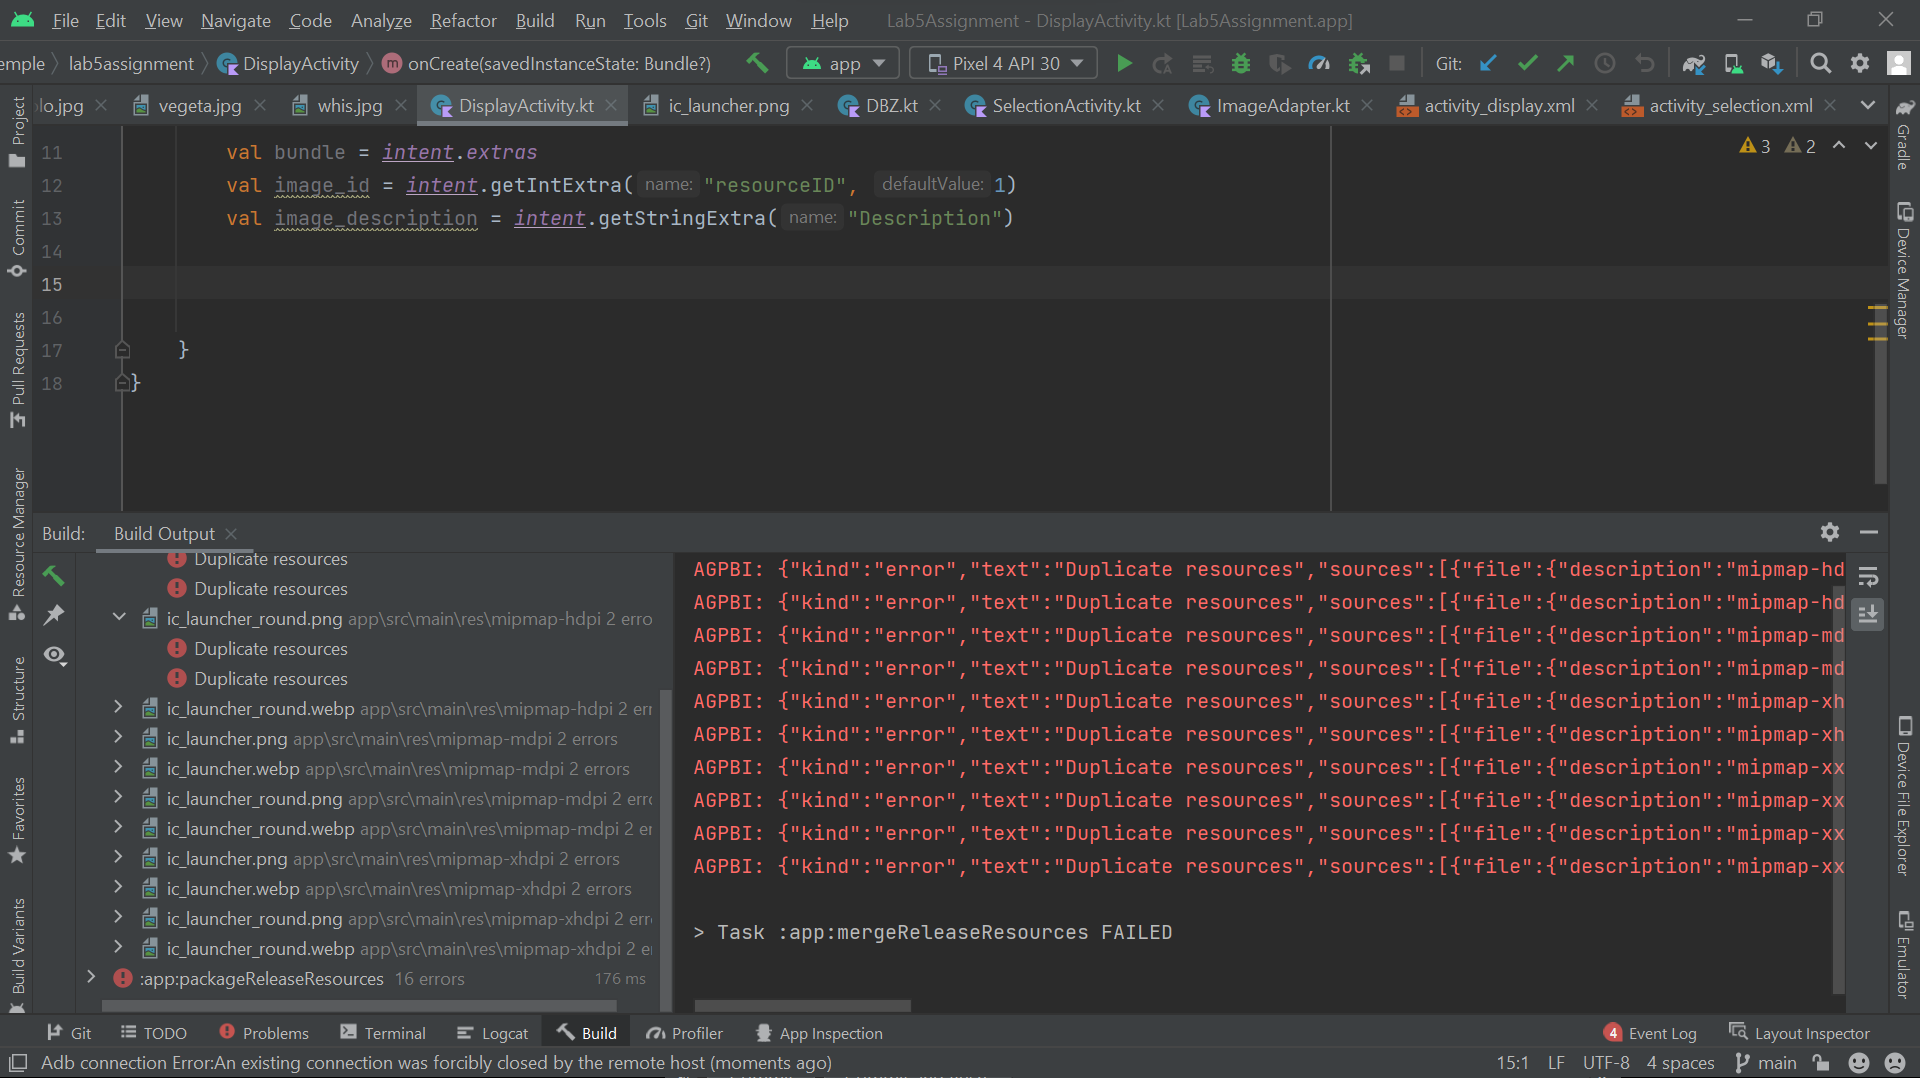 File Edit View Navigate Code Analyze Refactor Build Run Tools Git Window Help Lab5Assignment - DisplayActivity.kt [Lab5Assignment.app]
emple lab5assignment DisplayActivity onCreate(savedInstanceState: Bundle?) app Pixel 4 API 30 Git:
lo.jpg vegeta.jpg whis.jpg DisplayActivity.kt ic_launcher.png DBZ.kt SelectionActivity.kt ImageAdapter.kt activity_display.xml activity_selection.xml
Project
Commit
Pull Requests
Resource Manager
Structure
Favorites
Build Variants
11 val bundle = intent.extras
12 val image_id = intent.getIntExtra( name: "resourceID", defaultValue: 1)
13 val image_description = intent.getStringExtra( name: "Description")
14
15
16
17 }
18 }
3 2
Gradle
Device Manager
Device File Explorer
Emulator
Build: Build Output
Duplicate resources
Duplicate resources
ic_launcher_round.png app\src\main\res\mipmap-hdpi 2 erro
Duplicate resources
Duplicate resources
ic_launcher_round.webp app\src\main\res\mipmap-hdpi 2 err
ic_launcher.png app\src\main\res\mipmap-mdpi 2 errors
ic_launcher.webp app\src\main\res\mipmap-mdpi 2 errors
ic_launcher_round.png app\src\main\res\mipmap-mdpi 2 erro
ic_launcher_round.webp app\src\main\res\mipmap-mdpi 2 er
ic_launcher.png app\src\main\res\mipmap-xhdpi 2 errors
ic_launcher.webp app\src\main\res\mipmap-xhdpi 2 errors
ic_launcher_round.png app\src\main\res\mipmap-xhdpi 2 err
ic_launcher_round.webp app\src\main\res\mipmap-xhdpi 2 e
:app:packageReleaseResources 16 errors 176 ms
AGPBI: {"kind":"error","text":"Duplicate resources","sources":[{"file":{"description":"mipmap-hd
AGPBI: {"kind":"error","text":"Duplicate resources","sources":[{"file":{"description":"mipmap-hd
AGPBI: {"kind":"error","text":"Duplicate resources","sources":[{"file":{"description":"mipmap-md
AGPBI: {"kind":"error","text":"Duplicate resources","sources":[{"file":{"description":"mipmap-md
AGPBI: {"kind":"error","text":"Duplicate resources","sources":[{"file":{"description":"mipmap-xh
AGPBI: {"kind":"error","text":"Duplicate resources","sources":[{"file":{"description":"mipmap-xh
AGPBI: {"kind":"error","text":"Duplicate resources","sources":[{"file":{"description":"mipmap-xx
AGPBI: {"kind":"error","text":"Duplicate resources","sources":[{"file":{"description":"mipmap-xx
AGPBI: {"kind":"error","text":"Duplicate resources","sources":[{"file":{"description":"mipmap-xx
AGPBI: {"kind":"error","text":"Duplicate resources","sources":[{"file":{"description":"mipmap-xx
> Task :app:mergeReleaseResources FAILED
Git TODO Problems Terminal Logcat Build Profiler App Inspection 4 Event Log Layout Inspector
Adb connection Error:An existing connection was forcibly closed by the remote host (moments ago) 15:1 LF UTF-8 4 spaces main